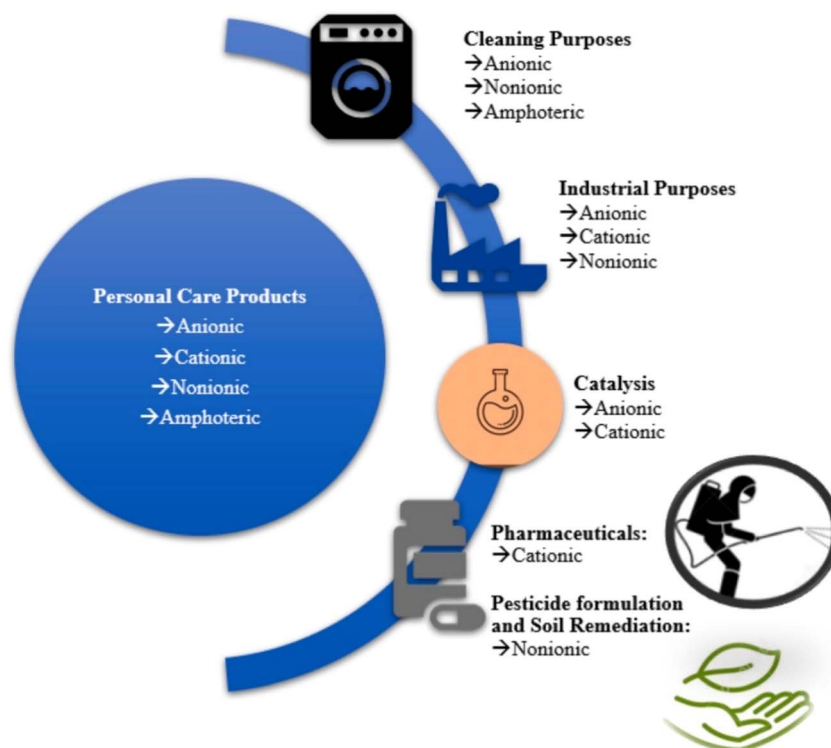 Cleaning Purposes
→Anionic
→Nonionic
→Amphoteric
Industrial Purposes
→Anionic
→Cationic
→Nonionic
Personal Care Products
→Anionic
→Cationic
→Nonionic
→Amphoteric
Catalysis
→Anionic
→Cationic
Pharmaceuticals:
→Cationic
Pesticide formulation
and Soil Remediation:
→Nonionic